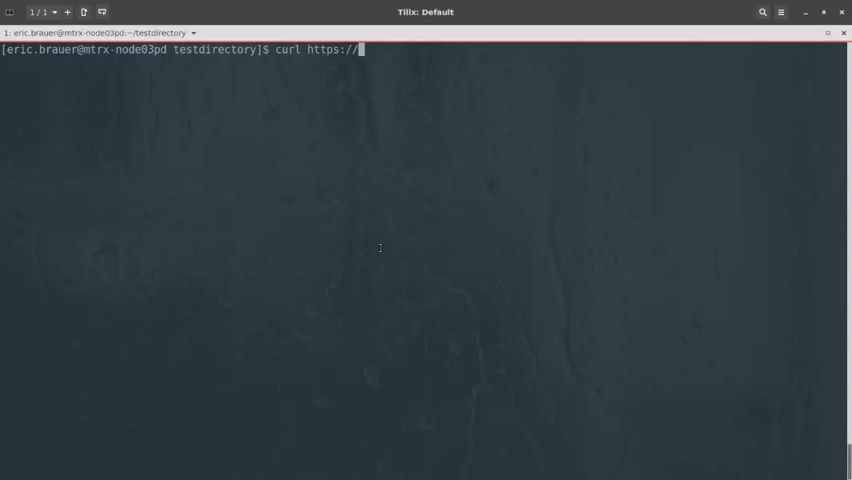 1 / 1
Tilix: Default
1: eric.brauer@mtrx-node03pd:~/testdirectory
[eric.brauer@mtrx-node03pd testdirectory]$ curl https://